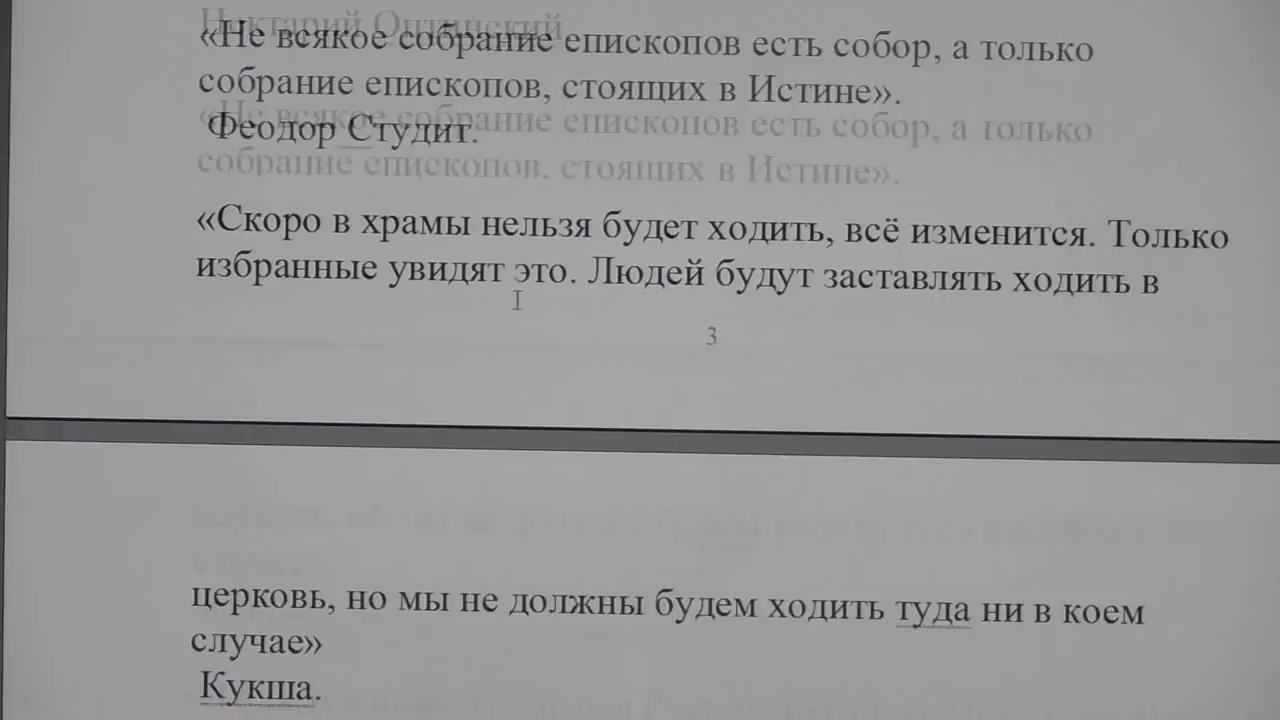 Нектарий Оптинский
«Не всякое собрание епископов есть собор, а только
собрание епископов, стоящих в Истине».
Феодор Студит.
«Не всякое собрание епископов есть собор, а только
собрание епископов, стоящих в Истине».
«Скоро в храмы нельзя будет ходить, всё изменится. Только
избранные увидят это. Людей будут заставлять ходить в
3
церковь, но мы не должны будем ходить туда ни в коем
случае»
Кукша.